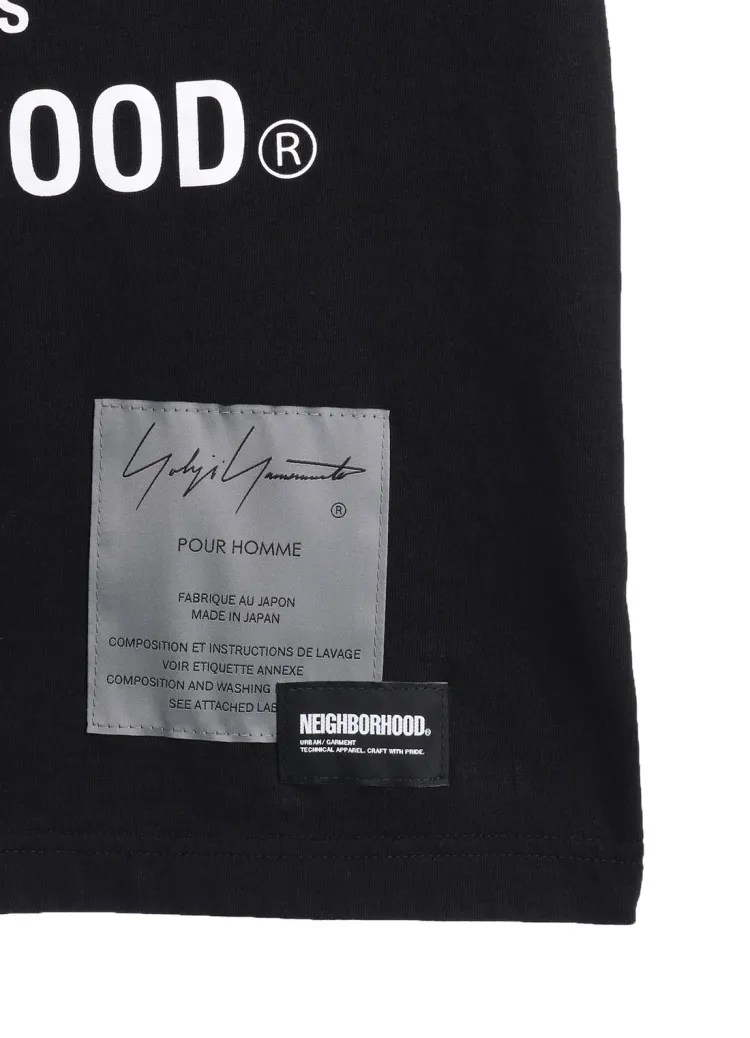 S
OOD®
Yohji Yamamoto
®
POUR HOMME
FABRIQUE AU JAPON
MADE IN JAPAN
COMPOSITION ET INSTRUCTIONS DE LAVAGE
VOIR ETIQUETTE ANNEXE
COMPOSITION AND WASHING
SEE ATTACHED LAB
NEIGHBORHOOD®
URBAN / GARMENT
TECHNICAL APPAREL. CRAFT WITH PRIDE.